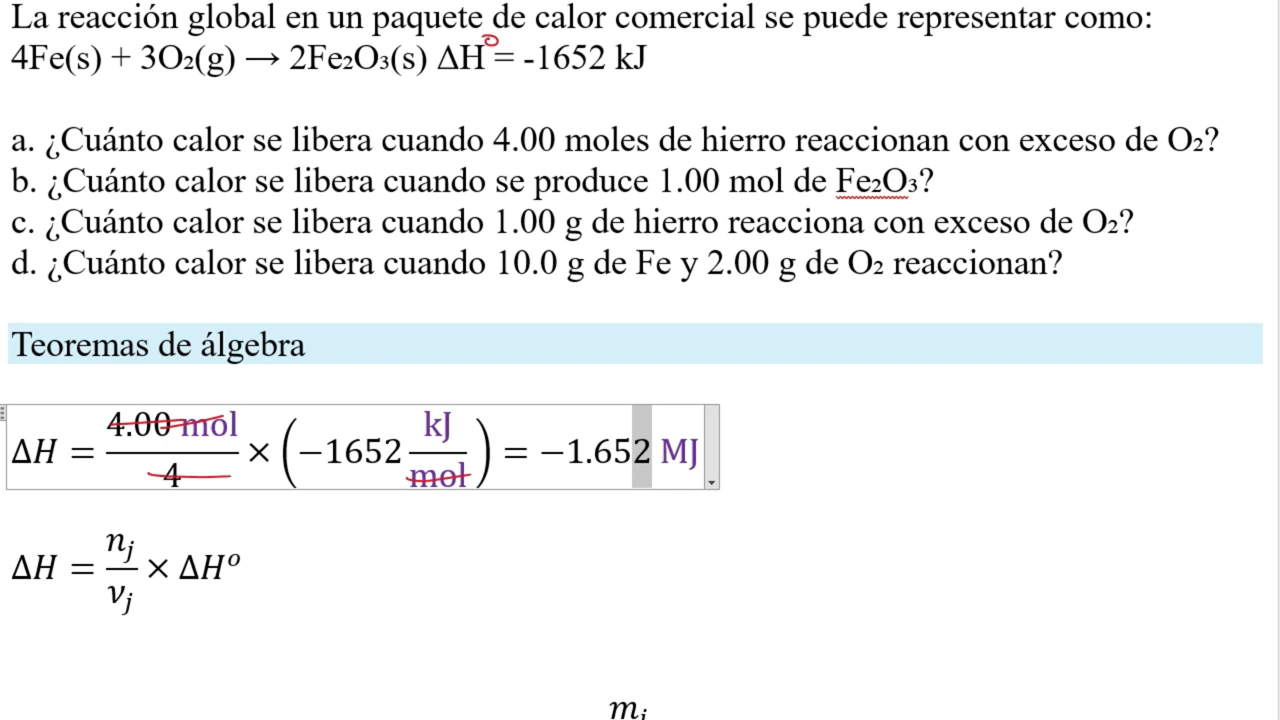 La reacción global en un paquete de calor comercial se puede representar como:
4Fe(s) + 3O₂(g) → 2Fe₂O₃(s) ΔH° = -1652 kJ
a. ¿Cuánto calor se libera cuando 4.00 moles de hierro reaccionan con exceso de O₂?
b. ¿Cuánto calor se libera cuando se produce 1.00 mol de Fe₂O₃?
c. ¿Cuánto calor se libera cuando 1.00 g de hierro reacciona con exceso de O₂?
d. ¿Cuánto calor se libera cuando 10.0 g de Fe y 2.00 g de O₂ reaccionan?
Teoremas de álgebra
ΔH = 4.00 mol / 4 × (−1652 kJ / mol) = −1.652 MJ
ΔH = nⱼ / νⱼ × ΔHº
mⱼ